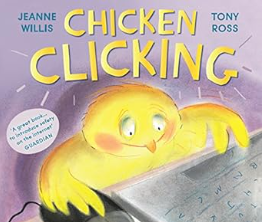 JEANNE WILLIS
TONY ROSS
CHICKEN
CLICKING
'A great book...
to introduce safety
on the internet'
GUARDIAN